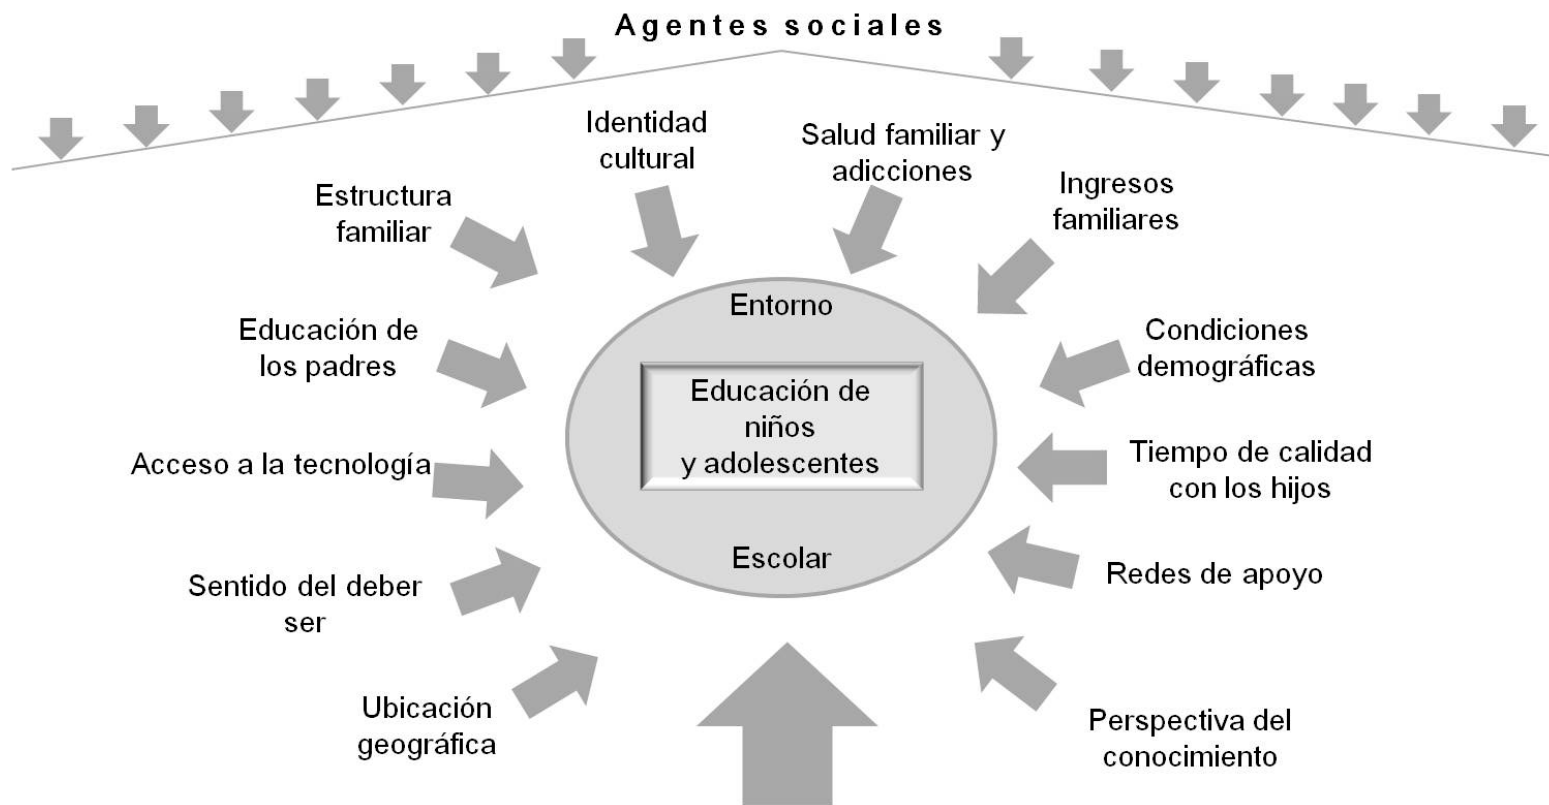 Agentes sociales
Identidad
cultural
Salud familiar y
adicciones
Estructura
familiar
Ingresos
familiares
Entorno
Educación de
los padres
Condiciones
demográficas
Educación de
niños
y adolescentes
Acceso a la tecnología
Tiempo de calidad
con los hijos
Escolar
Sentido del deber
ser
Redes de apoyo
Ubicación
geográfica
Perspectiva del
conocimiento